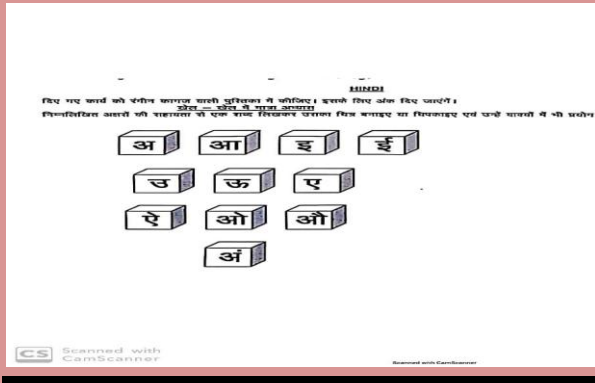 HINDI
दिए गए कार्य को रंगीन कागज वाली पुस्तिका में कीजिए। इसके लिए अंक दिए जाएंगें।
खेल – खेल में मात्रा अभ्यास
निम्नलिखित अक्षरों की सहायता से एक शब्द लिखकर उसका चित्र बनाइए या चिपकाइए एवं उन्हें वाक्यों में भी प्रयोग
अ आ इ ई
उ ऊ ए
ऐ ओ औ
अं
CS Scanned with
CamScanner
Scanned with CamScanner